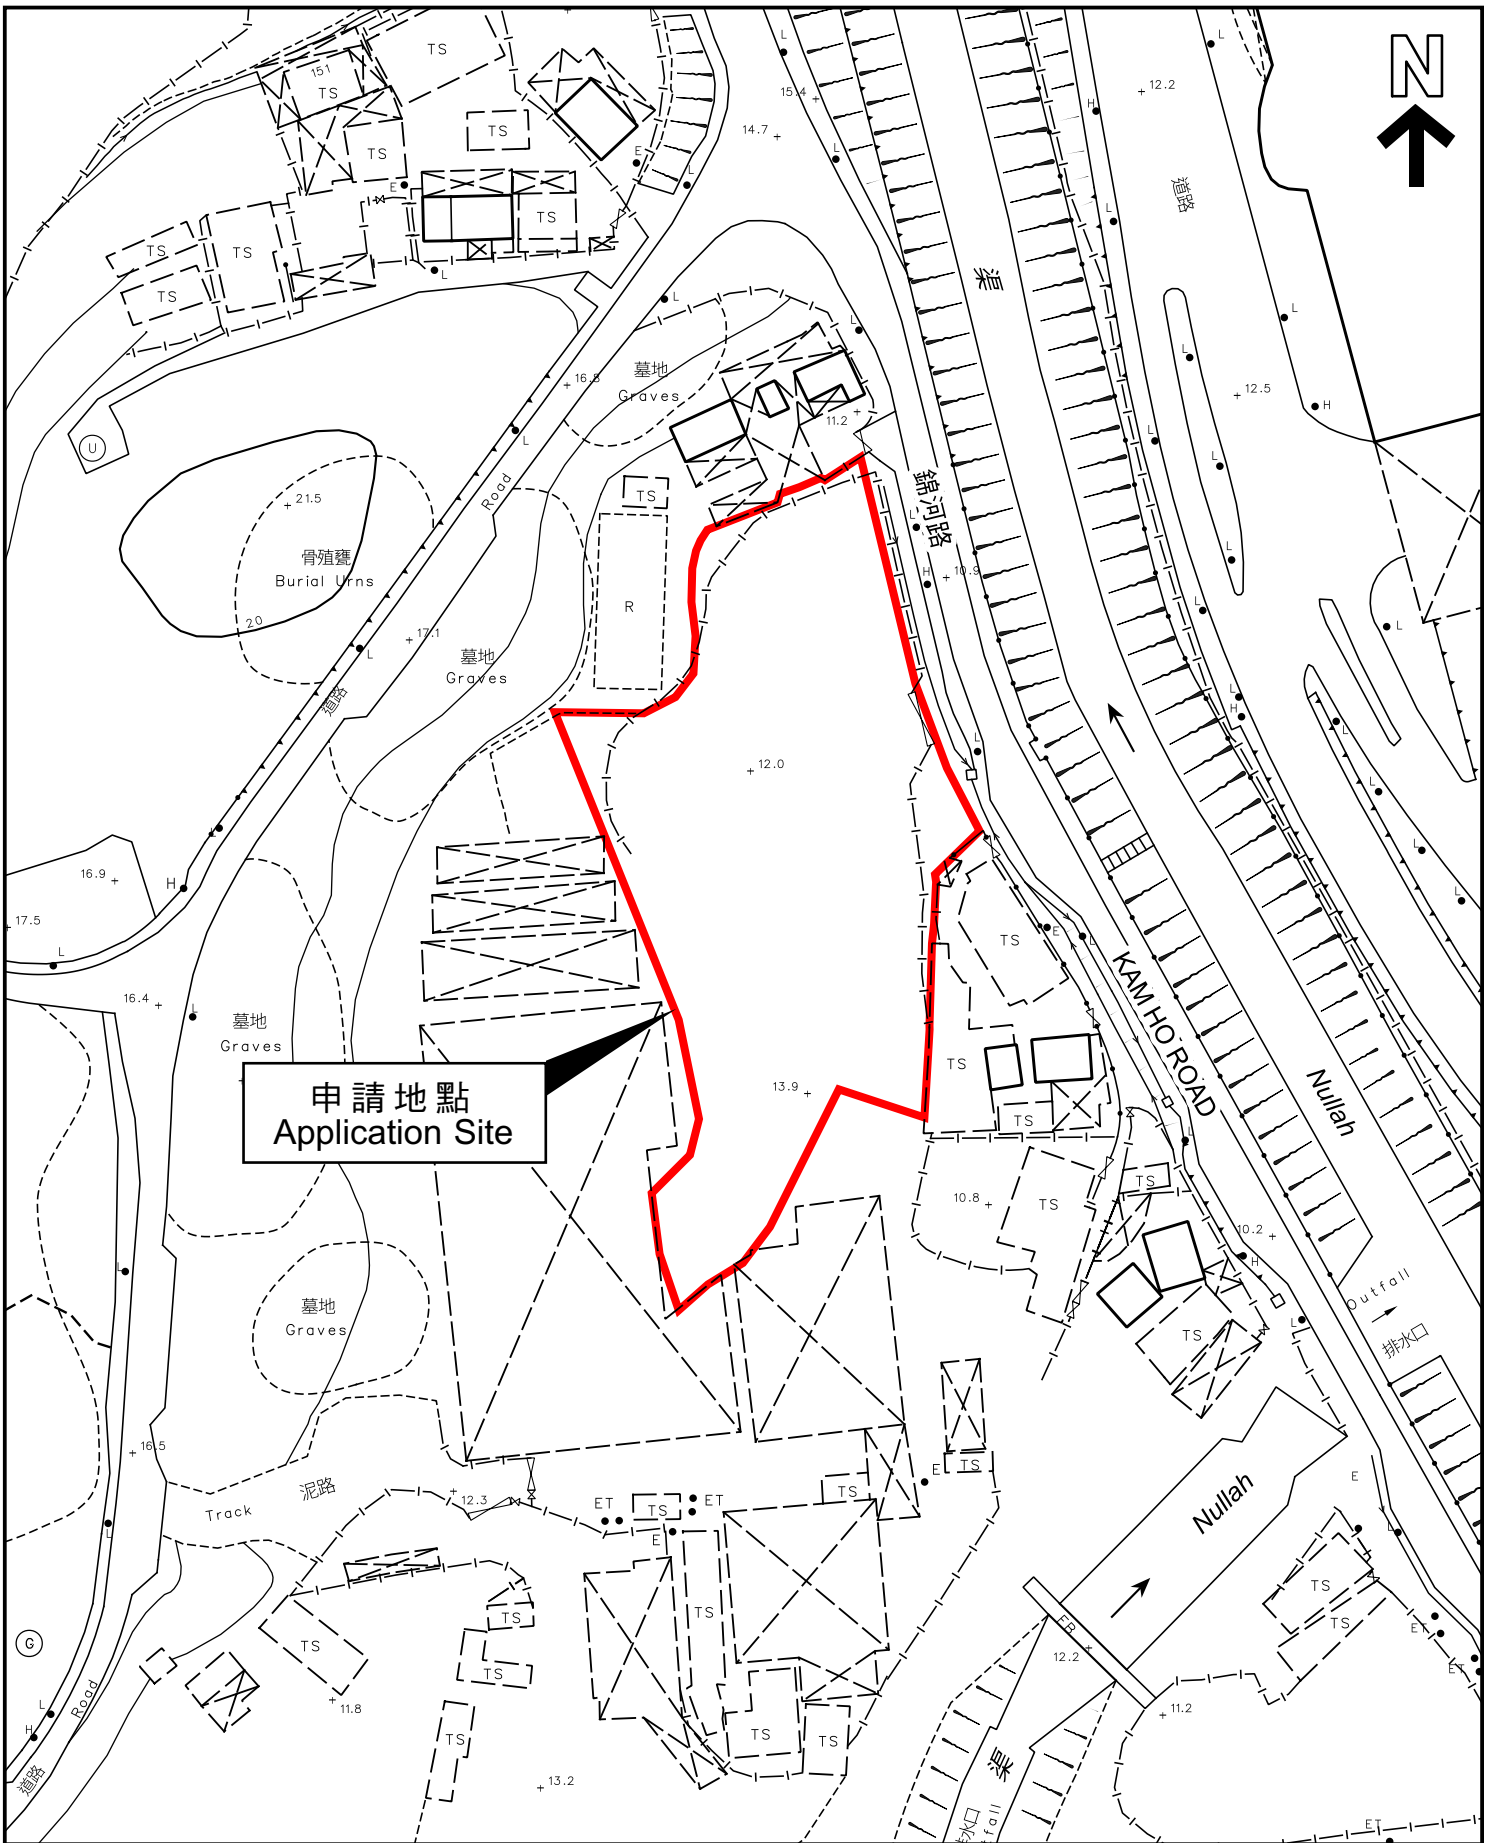 N
TS
151
TS
TS
TS
15.4
14.7
12.2
H
L
L
L
L
E
E
TS
TS
TS
TS
L
道路
渠
L
L
L
H
12.5
墓地
Graves
16.8
11.2
U
21.5
骨殖甕
Burial Urns
20
Road
L
TS
R
錦河路
L
H
10.9
17.1
L
墓地
Graves
道路
12.0
16.9
H
17.5
L
16.4
L
墓地
Graves
TS
E
L
KAM HO ROAD
TS
TS
Nullah
13.9
申請地點
Application Site
10.8
TS
TS
10.2
H
L
Outfall
排水口
TS
墓地
Graves
L
16.5
泥路
Track
12.3
ET
TS
ET
E
TS
E
TS
Nullah
E
L
TS
TS
ET
ET
L
G
TS
TS
TS
TS
FB
12.2
11.2
11.8
L
H
Road
道路
TS
TS
TS
13.2
渠
ET